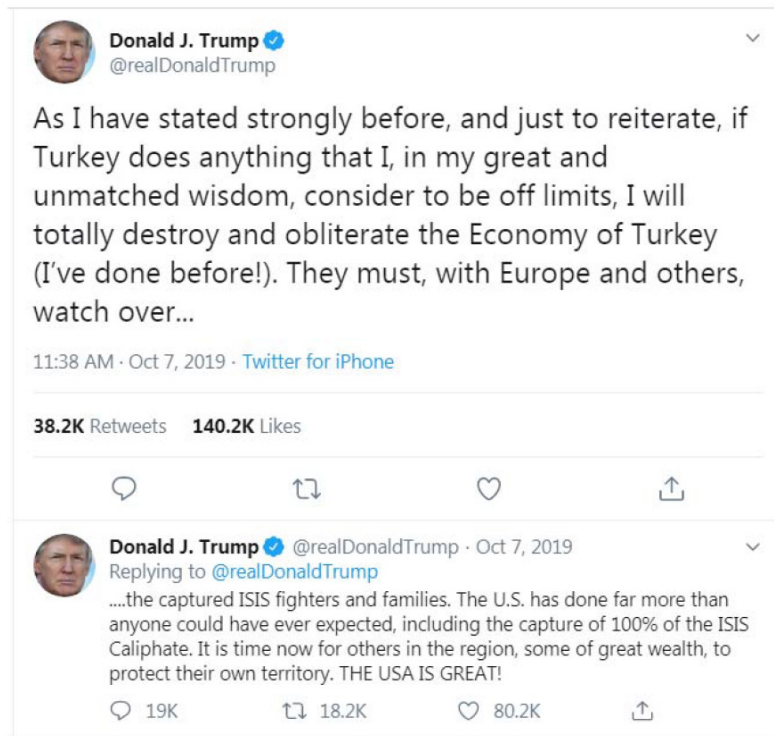 Donald J. Trump
@realDonaldTrump
As I have stated strongly before, and just to reiterate, if
Turkey does anything that I, in my great and
unmatched wisdom, consider to be off limits, I will
totally destroy and obliterate the Economy of Turkey
(I've done before!). They must, with Europe and others,
watch over...
11:38 AM · Oct 7, 2019 · Twitter for iPhone
38.2K Retweets 140.2K Likes
Donald J. Trump @realDonaldTrump · Oct 7, 2019
Replying to @realDonaldTrump
....the captured ISIS fighters and families. The U.S. has done far more than
anyone could have ever expected, including the capture of 100% of the ISIS
Caliphate. It is time now for others in the region, some of great wealth, to
protect their own territory. THE USA IS GREAT!
19K 18.2K 80.2K